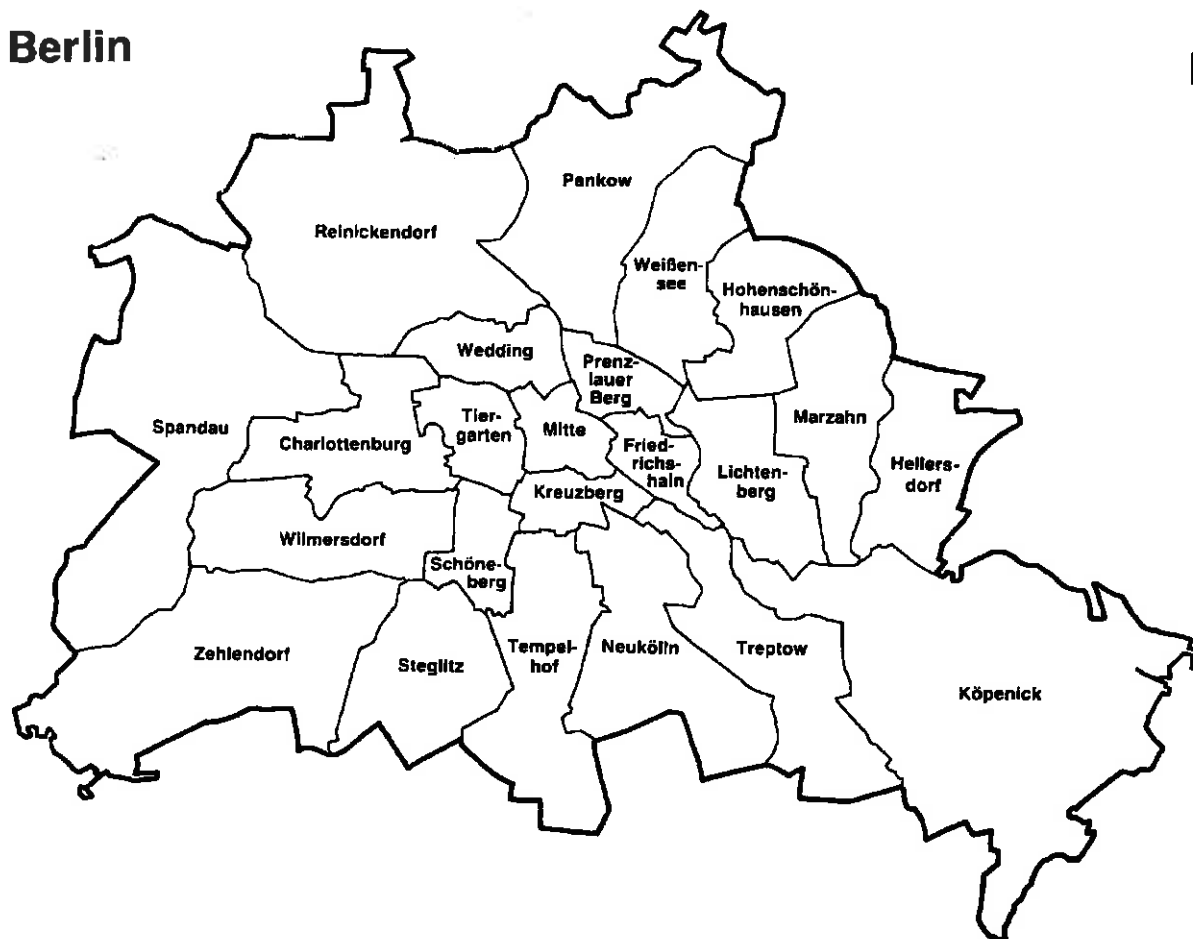 Berlin
Pankow
Reinickendorf
Weißen-
see
Hohenschön-
hausen
Wedding
Prenz-
lauer
Berg
Spandau
Charlottenburg
Tier-
garten
Mitte
Fried-
richs-
hain
Marzahn
Lichten-
berg
Hellers-
dorf
Kreuzberg
Wilmersdorf
Schöne-
berg
Zehlendorf
Steglitz
Tempel-
hof
Neukölln
Treptow
Köpenick